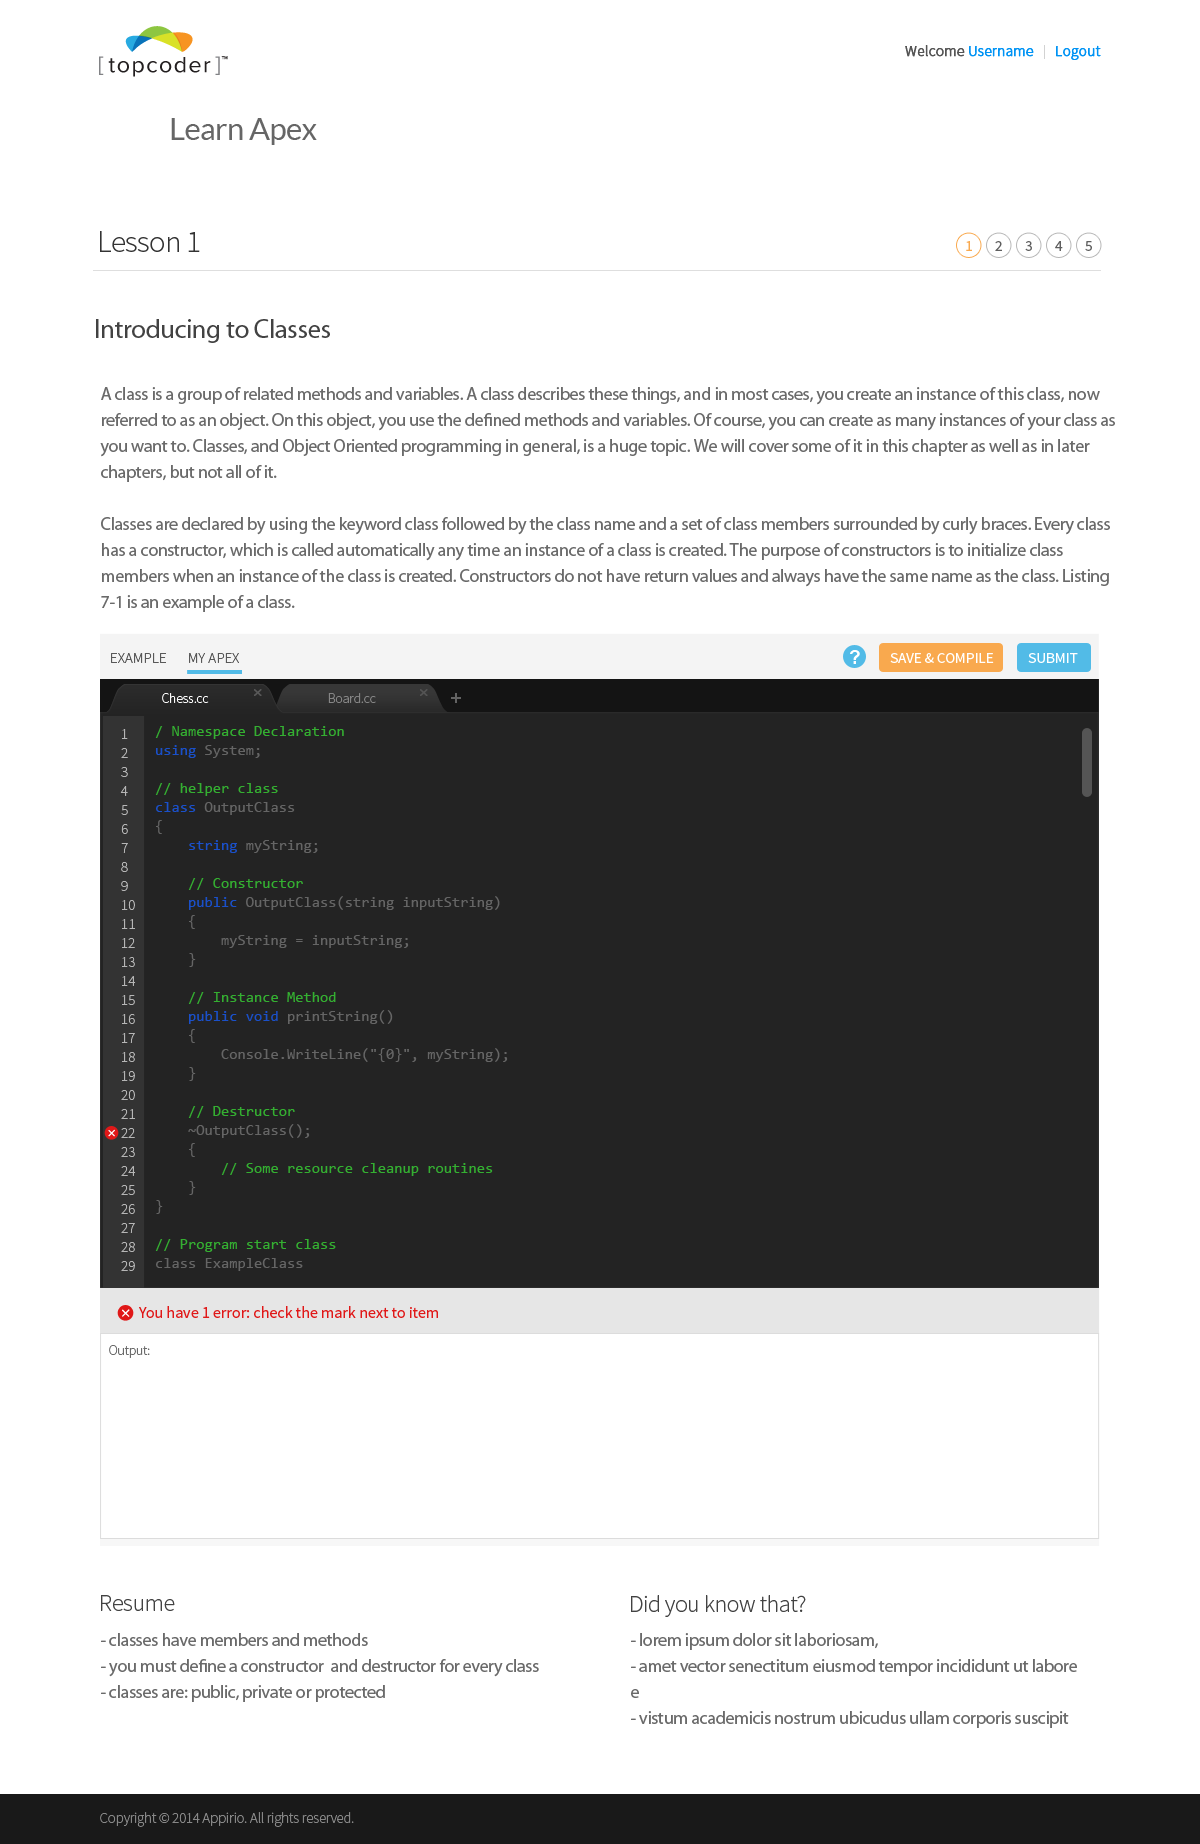 [topcoder]™
Welcome Username | Logout
Learn Apex
Lesson 1
1 2 3 4 5
Introducing to Classes
A class is a group of related methods and variables. A class describes these things, and in most cases, you create an instance of this class, now
referred to as an object. On this object, you use the defined methods and variables. Of course, you can create as many instances of your class as
you want to. Classes, and Object Oriented programming in general, is a huge topic. We will cover some of it in this chapter as well as in later
chapters, but not all of it.
Classes are declared by using the keyword class followed by the class name and a set of class members surrounded by curly braces. Every class
has a constructor, which is called automatically any time an instance of a class is created. The purpose of constructors is to initialize class
members when an instance of the class is created. Constructors do not have return values and always have the same name as the class. Listing
7-1 is an example of a class.
EXAMPLE MY APEX ? SAVE & COMPILE SUBMIT
Chess.cc × Board.cc × +
1 / Namespace Declaration
2 using System;
3
4 // helper class
5 class OutputClass
6 {
7 string myString;
8
9 // Constructor
10 public OutputClass(string inputString)
11 {
12 myString = inputString;
13 }
14
15 // Instance Method
16 public void printString()
17 {
18 Console.WriteLine("{0}", myString);
19 }
20
21 // Destructor
22 ~OutputClass();
23 {
24 // Some resource cleanup routines
25 }
26 }
27
28 // Program start class
29 class ExampleClass
You have 1 error: check the mark next to item
Output:
Resume
- classes have members and methods
- you must define a constructor  and destructor for every class
- classes are: public, private or protected
Did you know that?
- lorem ipsum dolor sit laboriosam,
- amet vector senectitum eiusmod tempor incididunt ut labore
e
- vistum academicis nostrum ubicudus ullam corporis suscipit
Copyright © 2014 Appirio. All rights reserved.